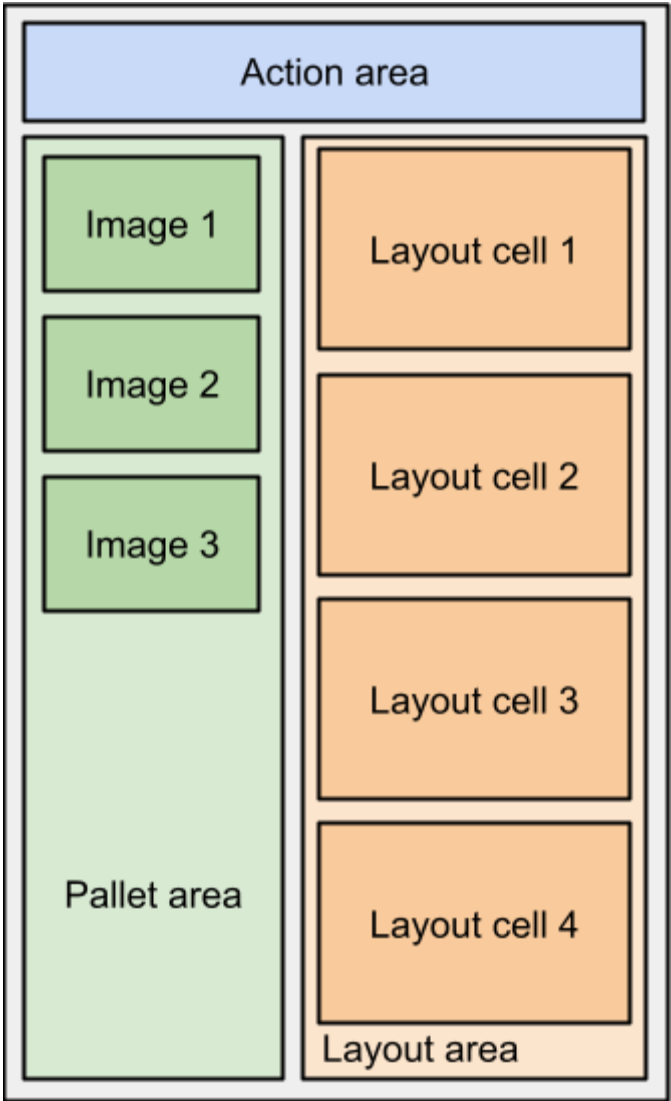 Action area
Image 1
Image 2
Image 3
Pallet area
Layout cell 1
Layout cell 2
Layout cell 3
Layout cell 4
Layout area